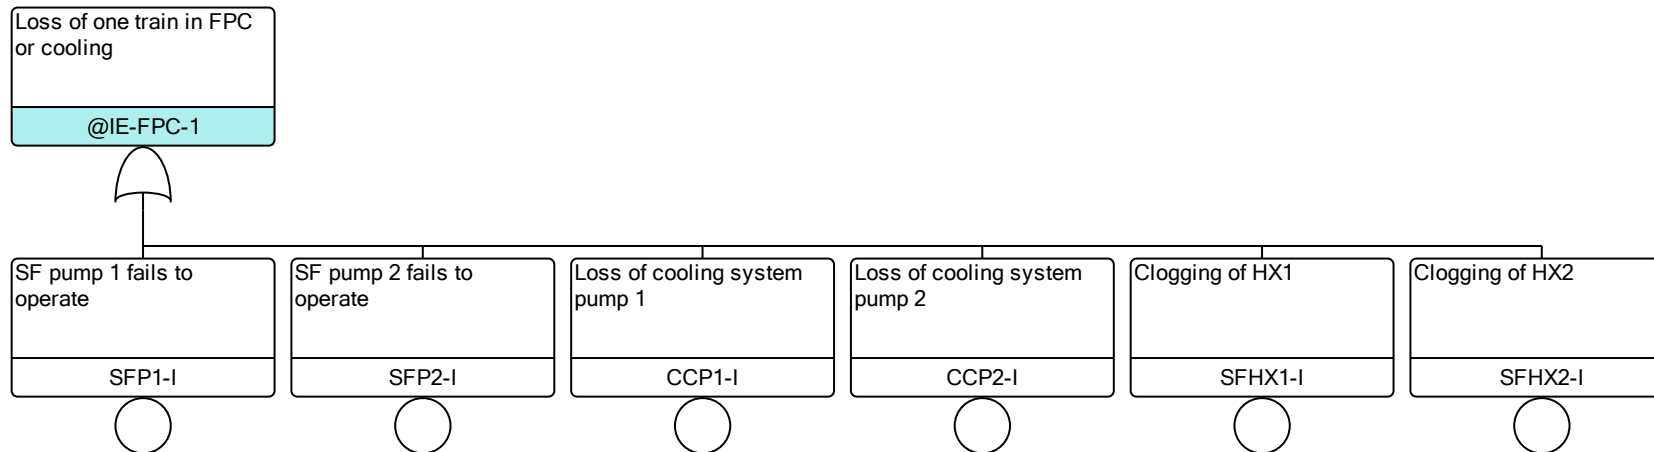 Loss of one train in FPC
or cooling
@IE-FPC-1
SF pump 1 fails to
operate
SFP1-I
SF pump 2 fails to
operate
SFP2-I
Loss of cooling system
pump 1
CCP1-I
Loss of cooling system
pump 2
CCP2-I
Clogging of HX1
SFHX1-I
Clogging of HX2
SFHX2-I